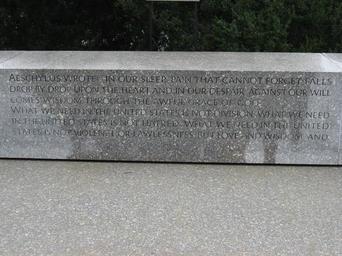 AESCHYLUS WROTE: IN OUR SLEEP, PAIN THAT CANNOT FORGET FALLS
DROP BY DROP UPON THE HEART AND IN OUR DESPAIR, AGAINST OUR WILL
COMES WISDOM THROUGH THE AWFUL GRACE OF GOD.
WHAT WE NEED IN THE UNITED STATES IS NOT DIVISION, WHAT WE NEED
IN THE UNITED STATES IS NOT HATRED, WHAT WE NEED IN THE UNITED
STATES IS NOT VIOLENCE OR LAWLESSNESS, BUT LOVE AND WISDOM AND